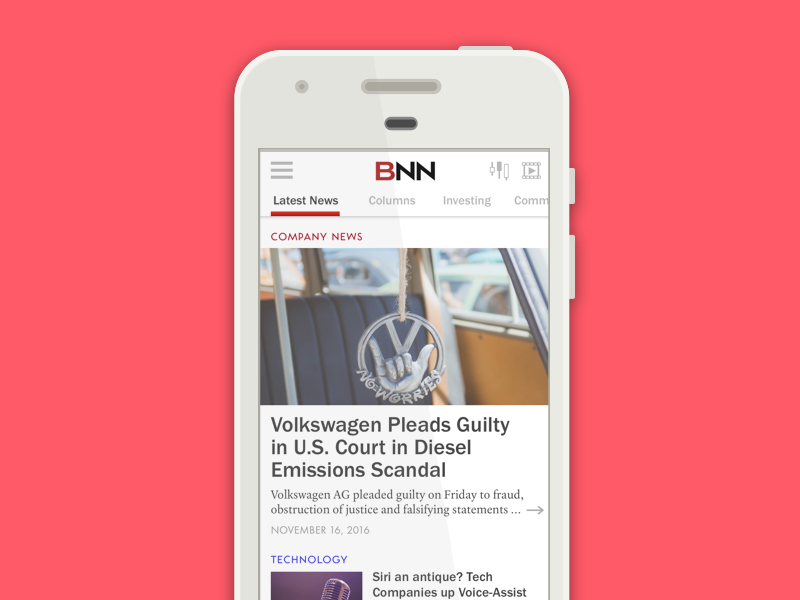 BNN
Latest News Columns Investing Comm
COMPANY NEWS
NO WORRIES
Volkswagen Pleads Guilty
in U.S. Court in Diesel
Emissions Scandal
Volkswagen AG pleaded guilty on Friday to fraud,
obstruction of justice and falsifying statements ...
NOVEMBER 16, 2016
TECHNOLOGY
Siri an antique? Tech
Companies up Voice-Assist